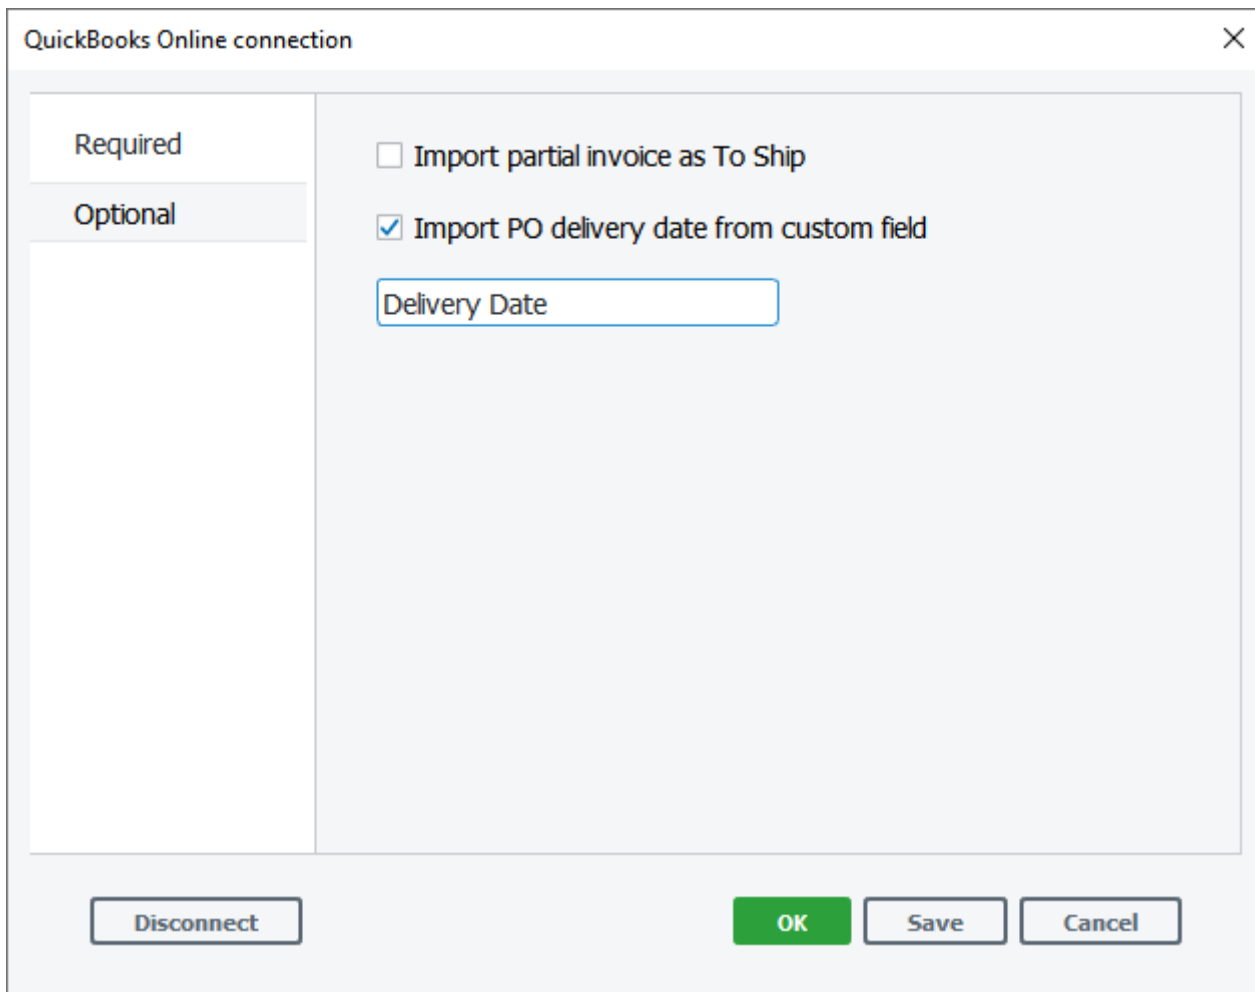 QuickBooks Online connection
Required
Optional
Import partial invoice as To Ship
Import PO delivery date from custom field
Delivery Date
Disconnect
OK
Save
Cancel